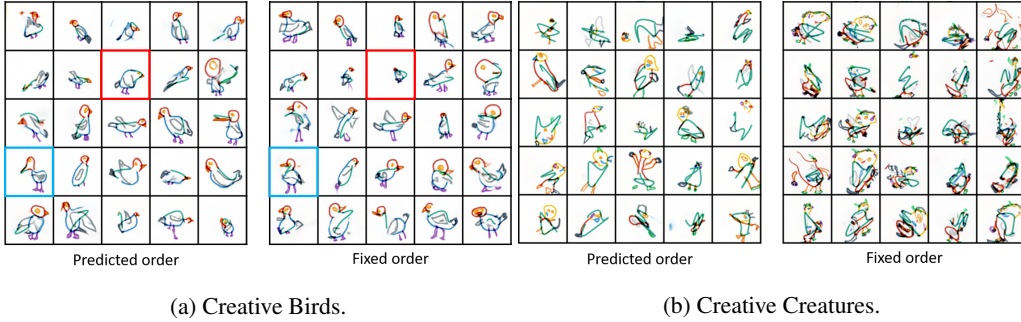 Predicted order
Fixed order
Predicted order
Fixed order
(a) Creative Birds.
(b) Creative Creatures.